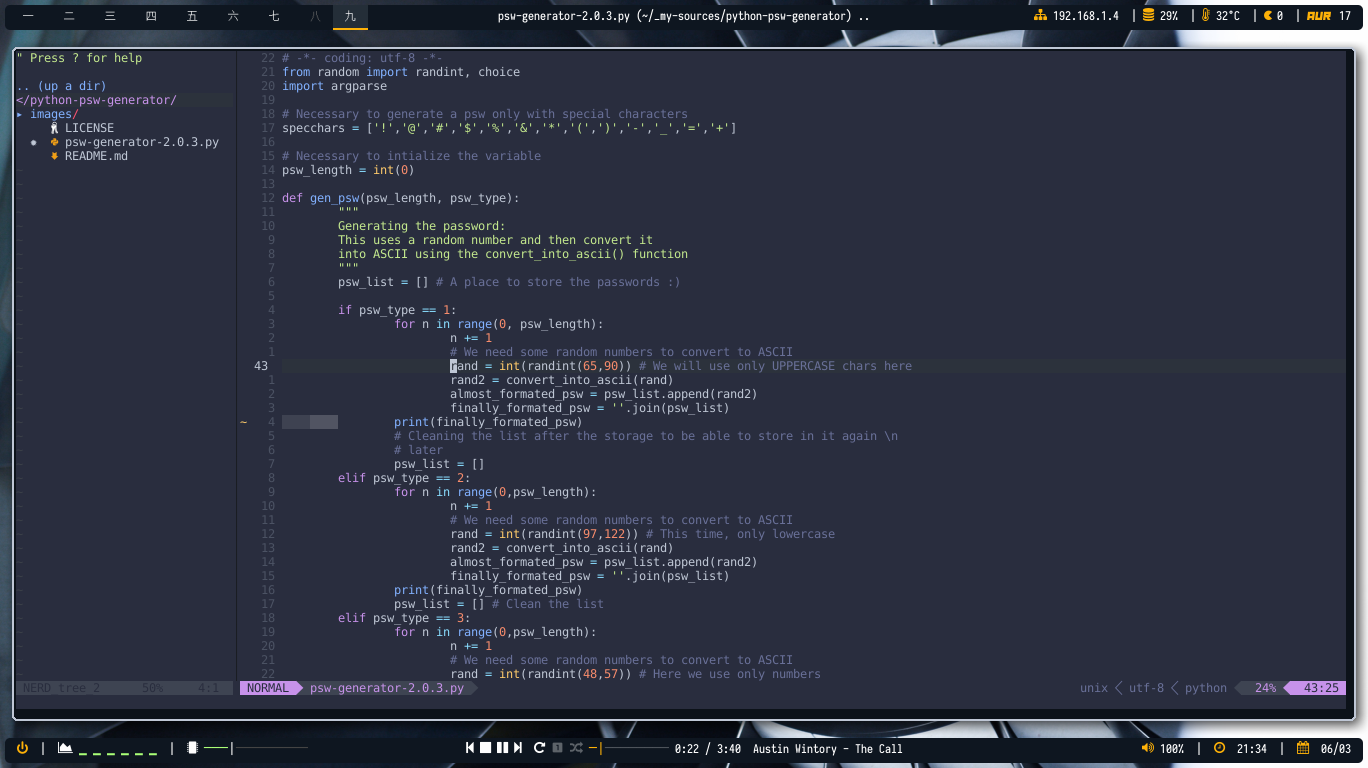 一 二 三 四 五 六 七 八 九
psw-generator-2.0.3.py (~/_my-sources/python-psw-generator) ..
192.168.1.4 | 29% | 32°C | 0 | AUR 17
" Press ? for help
.. (up a dir)
</python-psw-generator/
▸ images/
LICENSE
psw-generator-2.0.3.py
README.md
22 # -*- coding: utf-8 -*-
21 from random import randint, choice
20 import argparse
19
18 # Necessary to generate a psw only with special characters
17 specchars = ['!','@','#','$','%','&','*','(',')','-','_','=','+']
16
15 # Necessary to intialize the variable
14 psw_length = int(0)
13
12 def gen_psw(psw_length, psw_type):
11 """
10 Generating the password:
9 This uses a random number and then convert it
8 into ASCII using the convert_into_ascii() function
7 """
6 psw_list = [] # A place to store the passwords :)
5
4 if psw_type == 1:
3 for n in range(0, psw_length):
2 n += 1
1 # We need some random numbers to convert to ASCII
43 rand = int(randint(65,90)) # We will use only UPPERCASE chars here
1 rand2 = convert_into_ascii(rand)
2 almost_formated_psw = psw_list.append(rand2)
3 finally_formated_psw = ''.join(psw_list)
~ 4 print(finally_formated_psw)
5 # Cleaning the list after the storage to be able to store in it again \n
6 # later
7 psw_list = []
8 elif psw_type == 2:
9 for n in range(0,psw_length):
10 n += 1
11 # We need some random numbers to convert to ASCII
12 rand = int(randint(97,122)) # This time, only lowercase
13 rand2 = convert_into_ascii(rand)
14 almost_formated_psw = psw_list.append(rand2)
15 finally_formated_psw = ''.join(psw_list)
16 print(finally_formated_psw)
17 psw_list = [] # Clean the list
18 elif psw_type == 3:
19 for n in range(0,psw_length):
20 n += 1
21 # We need some random numbers to convert to ASCII
22 rand = int(randint(48,57)) # Here we use only numbers
NERD tree 2 50% 4:1
NORMAL psw-generator-2.0.3.py unix utf-8 python 24% 43:25
0:22 / 3:40 Austin Wintory - The Call
100% | 21:34 | 06/03